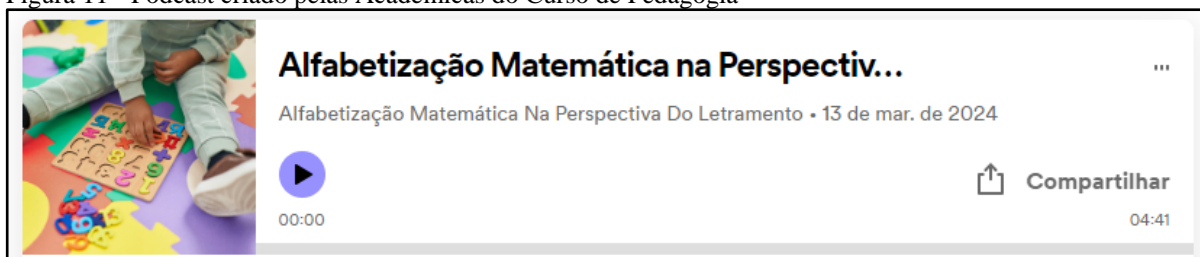 Figura 11 - Podcast criado pelas Acadêmicas do Curso de Pedagogia
Alfabetização Matemática na Perspectiv...
Alfabetização Matemática Na Perspectiva Do Letramento • 13 de mar. de 2024
Compartilhar
00:00
04:41